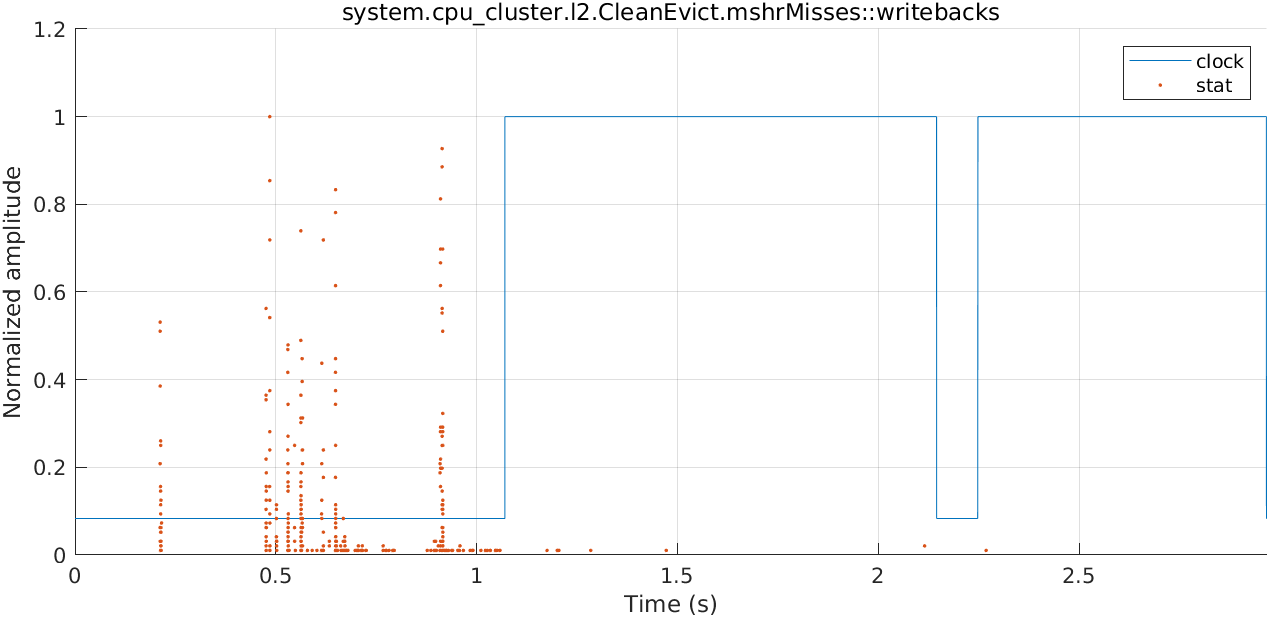 system.cpu_cluster.l2.CleanEvict.mshrMisses::writebacks
1.2
1
0.8
0.6
0.4
0.2
0
Normalized amplitude
clock
stat
0 0.5 1 1.5 2 2.5
Time (s)